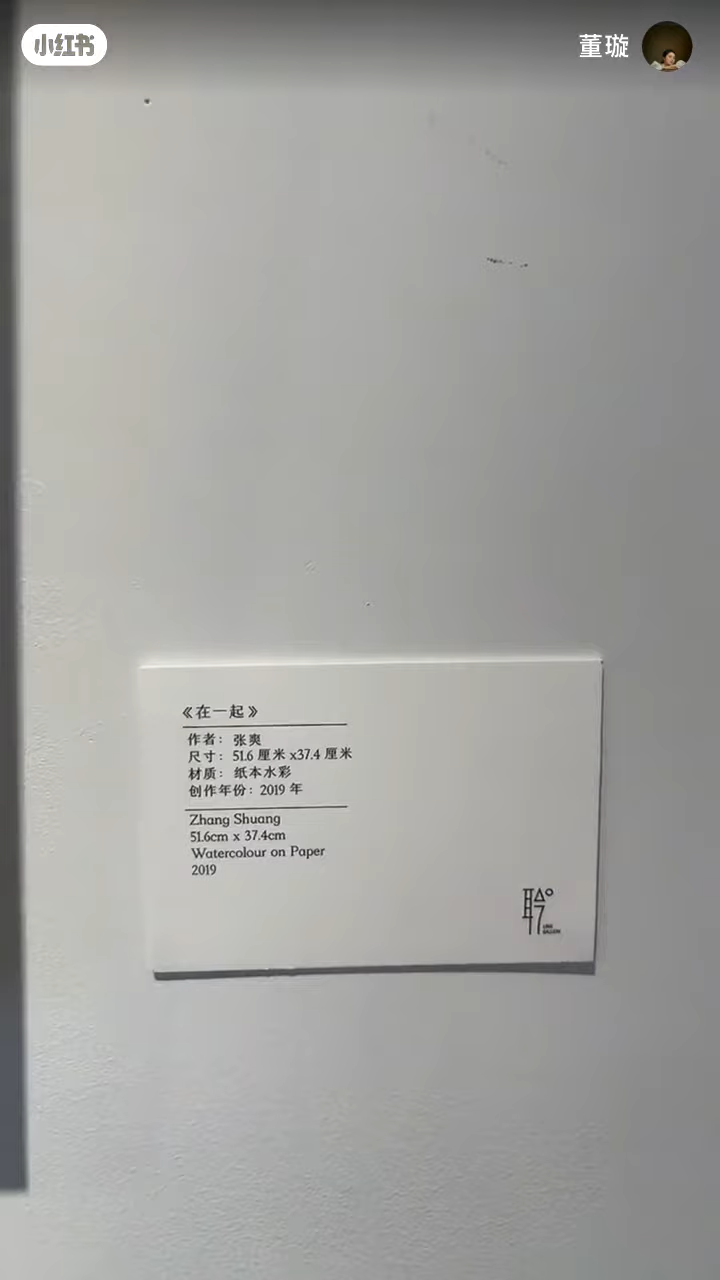 小红书
董璇
《在一起》
作者：张爽
尺寸：51.6 厘米 x37.4 厘米
材质：纸本水彩
创作年份：2019 年
Zhang Shuang
51.6cm x 37.4cm
Watercolour on Paper
2019
聆